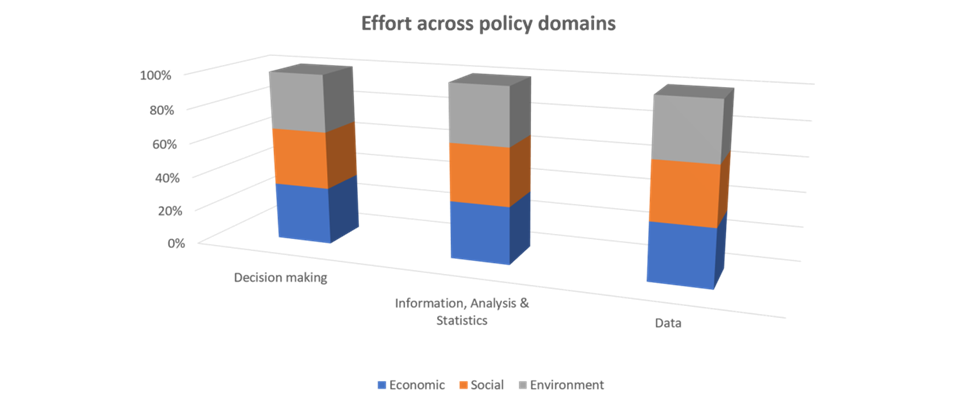 Effort across policy domains
100%
80%
60%
40%
20%
0%
Decision making
Information, Analysis &
Statistics
Data
Economic Social Environment